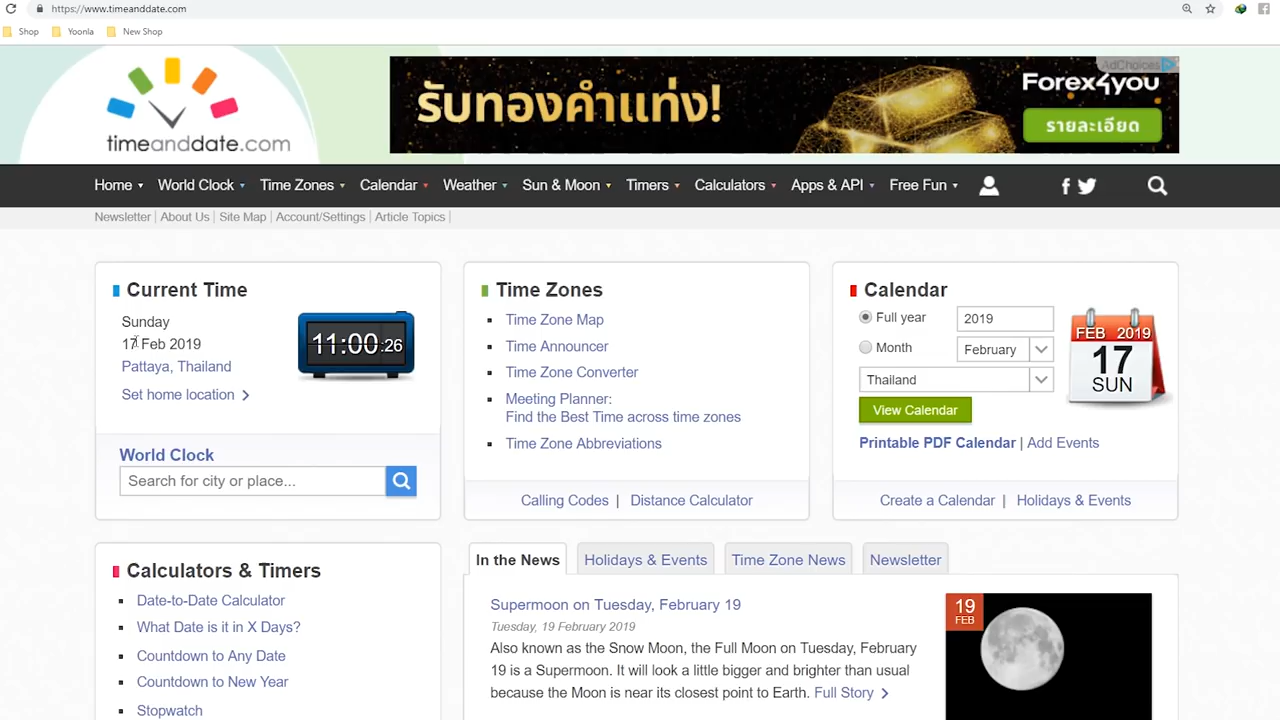 https://www.timeanddate.com
Shop
Yoonla
New Shop
timeanddate.com
รับทองคำแท่ง!
AdChoices
Forex4you
รายละเอียด
Home
World Clock
Time Zones
Calendar
Weather
Sun & Moon
Timers
Calculators
Apps & API
Free Fun
Newsletter | About Us | Site Map | Account/Settings | Article Topics |
Current Time
Sunday
17 Feb 2019
Pattaya, Thailand
Set home location
11:00:26
World Clock
Search for city or place...
Time Zones
Time Zone Map
Time Announcer
Time Zone Converter
Meeting Planner:
Find the Best Time across time zones
Time Zone Abbreviations
Calling Codes | Distance Calculator
Calendar
Full year
2019
Month
February
Thailand
View Calendar
FEB 2019
17
SUN
Printable PDF Calendar | Add Events
Create a Calendar | Holidays & Events
Calculators & Timers
Date-to-Date Calculator
What Date is it in X Days?
Countdown to Any Date
Countdown to New Year
Stopwatch
In the News
Holidays & Events
Time Zone News
Newsletter
Supermoon on Tuesday, February 19
Tuesday, 19 February 2019
Also known as the Snow Moon, the Full Moon on Tuesday, February
19 is a Supermoon. It will look a little bigger and brighter than usual
because the Moon is near its closest point to Earth. Full Story
19
FEB